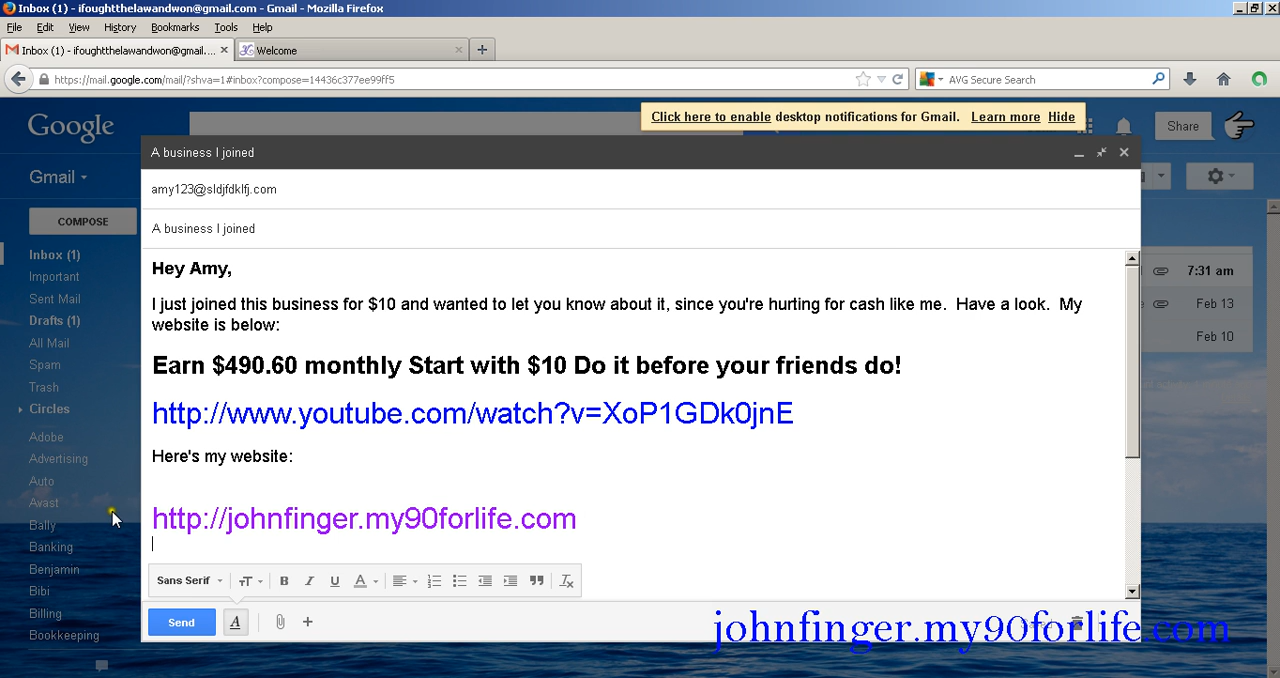 Inbox (1) - ifoughtthelawandwon@gmail.com - Gmail - Mozilla Firefox
File Edit View History Bookmarks Tools Help
Inbox (1) - ifoughtthelawandwon@gmail.... Welcome
https://mail.google.com/mail/?shva=1#inbox?compose=14436c377ee99ff5 AVG Secure Search
Click here to enable desktop notifications for Gmail. Learn more Hide
Google Share
A business I joined
Gmail
amy123@sldjfdklfj.com
COMPOSE
A business I joined
Inbox (1)
Important
Sent Mail
Drafts (1)
All Mail
Spam
Trash
Circles
Adobe
Advertising
Auto
Avast
Bally
Banking
Benjamin
Bibi
Billing
Bookkeeping
Hey Amy,
I just joined this business for $10 and wanted to let you know about it, since you're hurting for cash like me. Have a look. My
website is below:
Earn $490.60 monthly Start with $10 Do it before your friends do!
http://www.youtube.com/watch?v=XoP1GDk0jnE
Here's my website:
http://johnfinger.my90forlife.com
Sans Serif TT B I U A
Send A
7:31 am
Feb 13
Feb 10
johnfinger.my90forlife.com